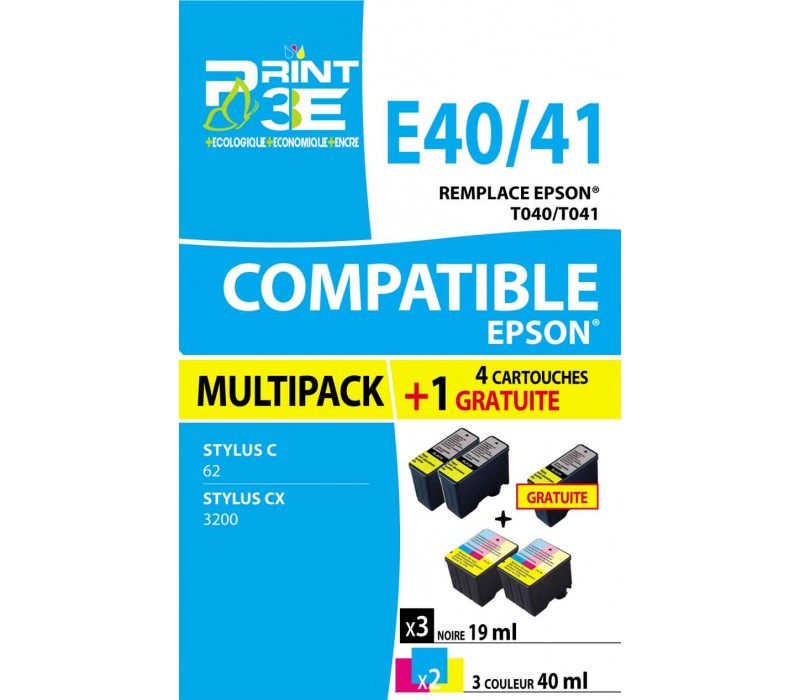 PRINT
3E
+ECOLOGIQUE+ECONOMIQUE+ENCRE
E40/41
REMPLACE EPSON®
T040/T041
COMPATIBLE
EPSON®
MULTIPACK
4 CARTOUCHES
+1 GRATUITE
STYLUS C
62
STYLUS CX
3200
GRATUITE
+
x3 NOIRE 19 ml
x2 3 COULEUR 40 ml